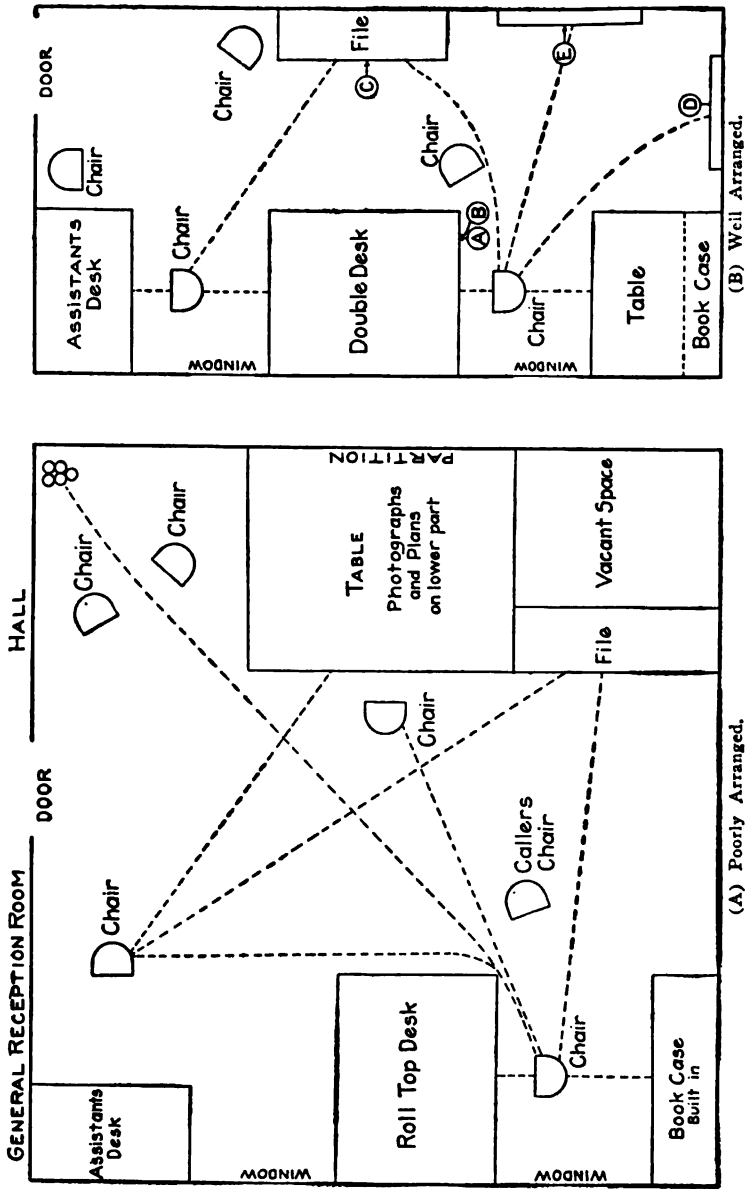 GENERAL RECEPTION ROOM
HALL
DOOR
Assistants
Desk
Chair
Chair
Chair
WINDOW
PARTITION
TABLE
Photographs
and Plans
on lower part
Roll Top Desk
Chair
Callers
Chair
File
Vacant Space
WINDOW
Chair
Book Case
Built in
(A) Poorly Arranged.
DOOR
ASSISTANTS
Desk
Chair
Chair
Chair
File
WINDOW
C
Double Desk
Chair
A B
E
WINDOW
Chair
D
Table
Book Case
(B) Weil Arranged.